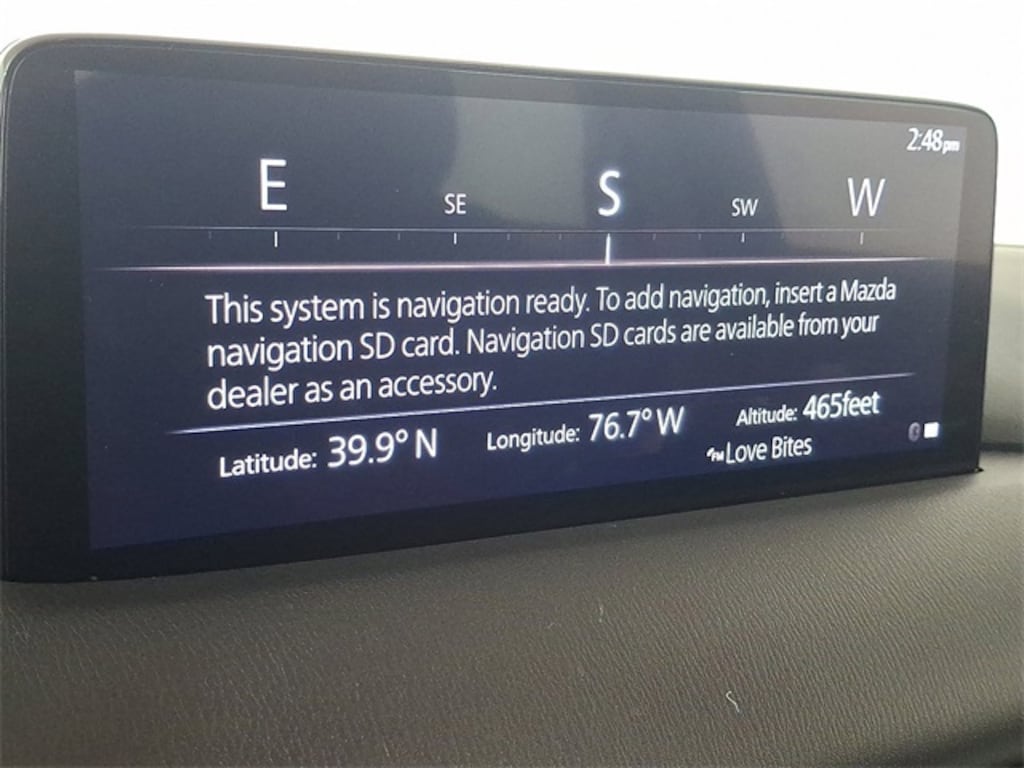 2:48pm
E SE S SW W
This system is navigation ready. To add navigation, insert a Mazda
navigation SD card. Navigation SD cards are available from your
dealer as an accessory.
Latitude: 39.9° N Longitude: 76.7° W Altitude: 465feet
FM Love Bites